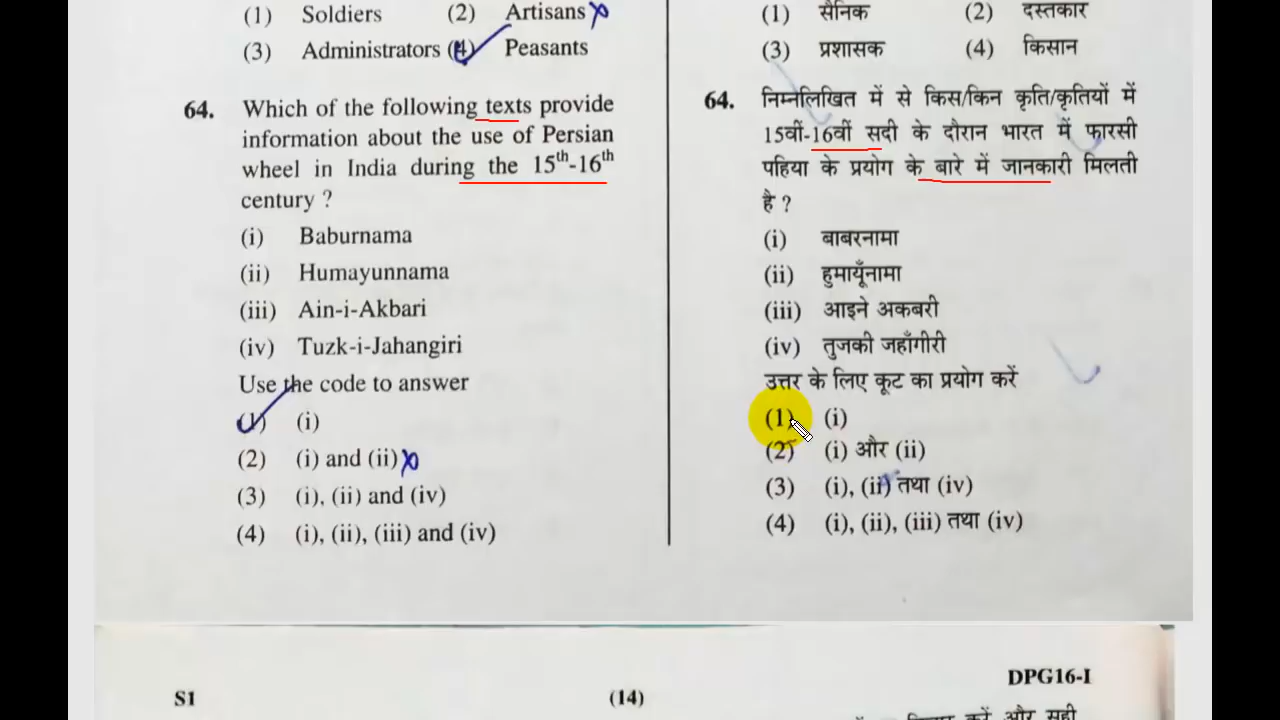 (1) Soldiers (2) Artisans
(3) Administrators (4) Peasants
64. Which of the following texts provide
information about the use of Persian
wheel in India during the 15th-16th
century ?
(i) Baburnama
(ii) Humayunnama
(iii) Ain-i-Akbari
(iv) Tuzk-i-Jahangiri
Use the code to answer
(1) (i)
(2) (i) and (ii)
(3) (i), (ii) and (iv)
(4) (i), (ii), (iii) and (iv)
(1) सैनिक (2) दस्तकार
(3) प्रशासक (4) किसान
64. निम्नलिखित में से किस/किन कृति/कृतियों में
15वीं-16वीं सदी के दौरान भारत में फारसी
पहिया के प्रयोग के बारे में जानकारी मिलती
है ?
(i) बाबरनामा
(ii) हुमायूँनामा
(iii) आइने अकबरी
(iv) तुजकी जहाँगीरी
उत्तर के लिए कूट का प्रयोग करें
(1) (i)
(2) (i) और (ii)
(3) (i), (ii) तथा (iv)
(4) (i), (ii), (iii) तथा (iv)
DPG16-I
S1 (14)
करें और सही